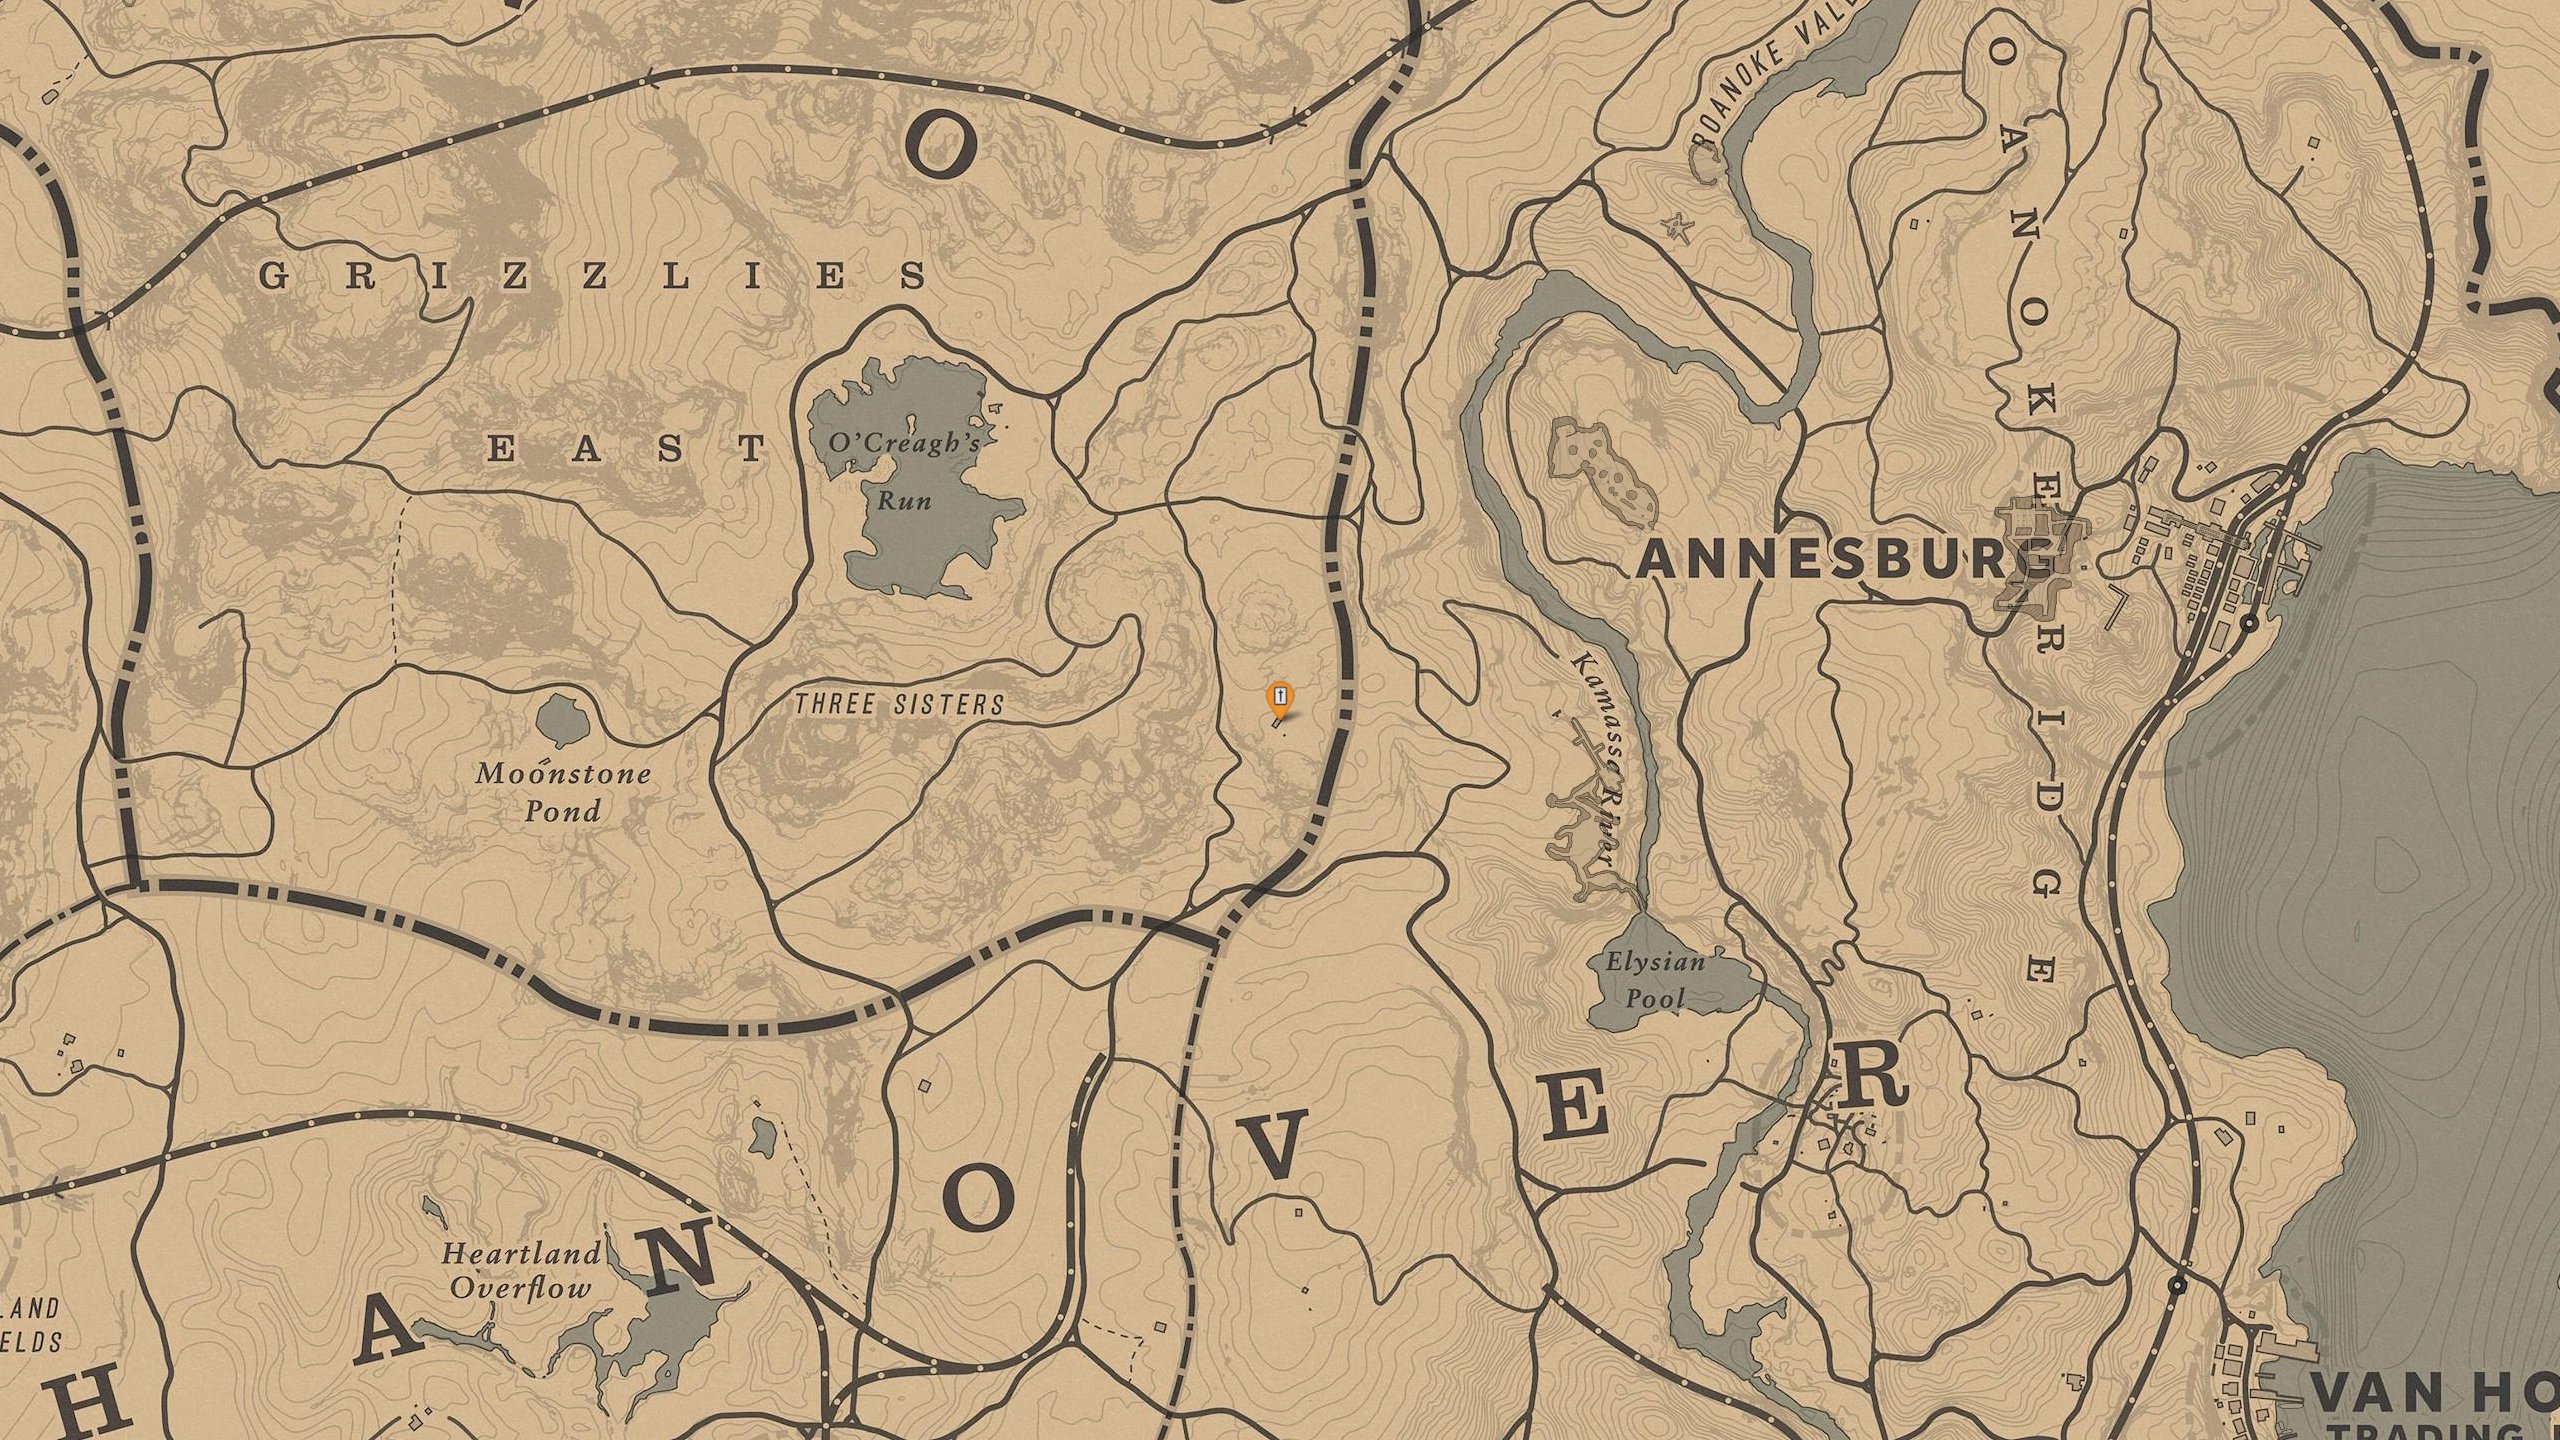 ROANOKE VALL
O
GRIZZLIES
EAST
O'Creagh's
Run
ROANOKE RIDGE
ANNESBURG
THREE SISTERS
Moonstone
Pond
Kamassa River
Elysian
Pool
O V E R
HAN
Heartland
Overflow
LAND
ELDS
VAN HO
TRADING